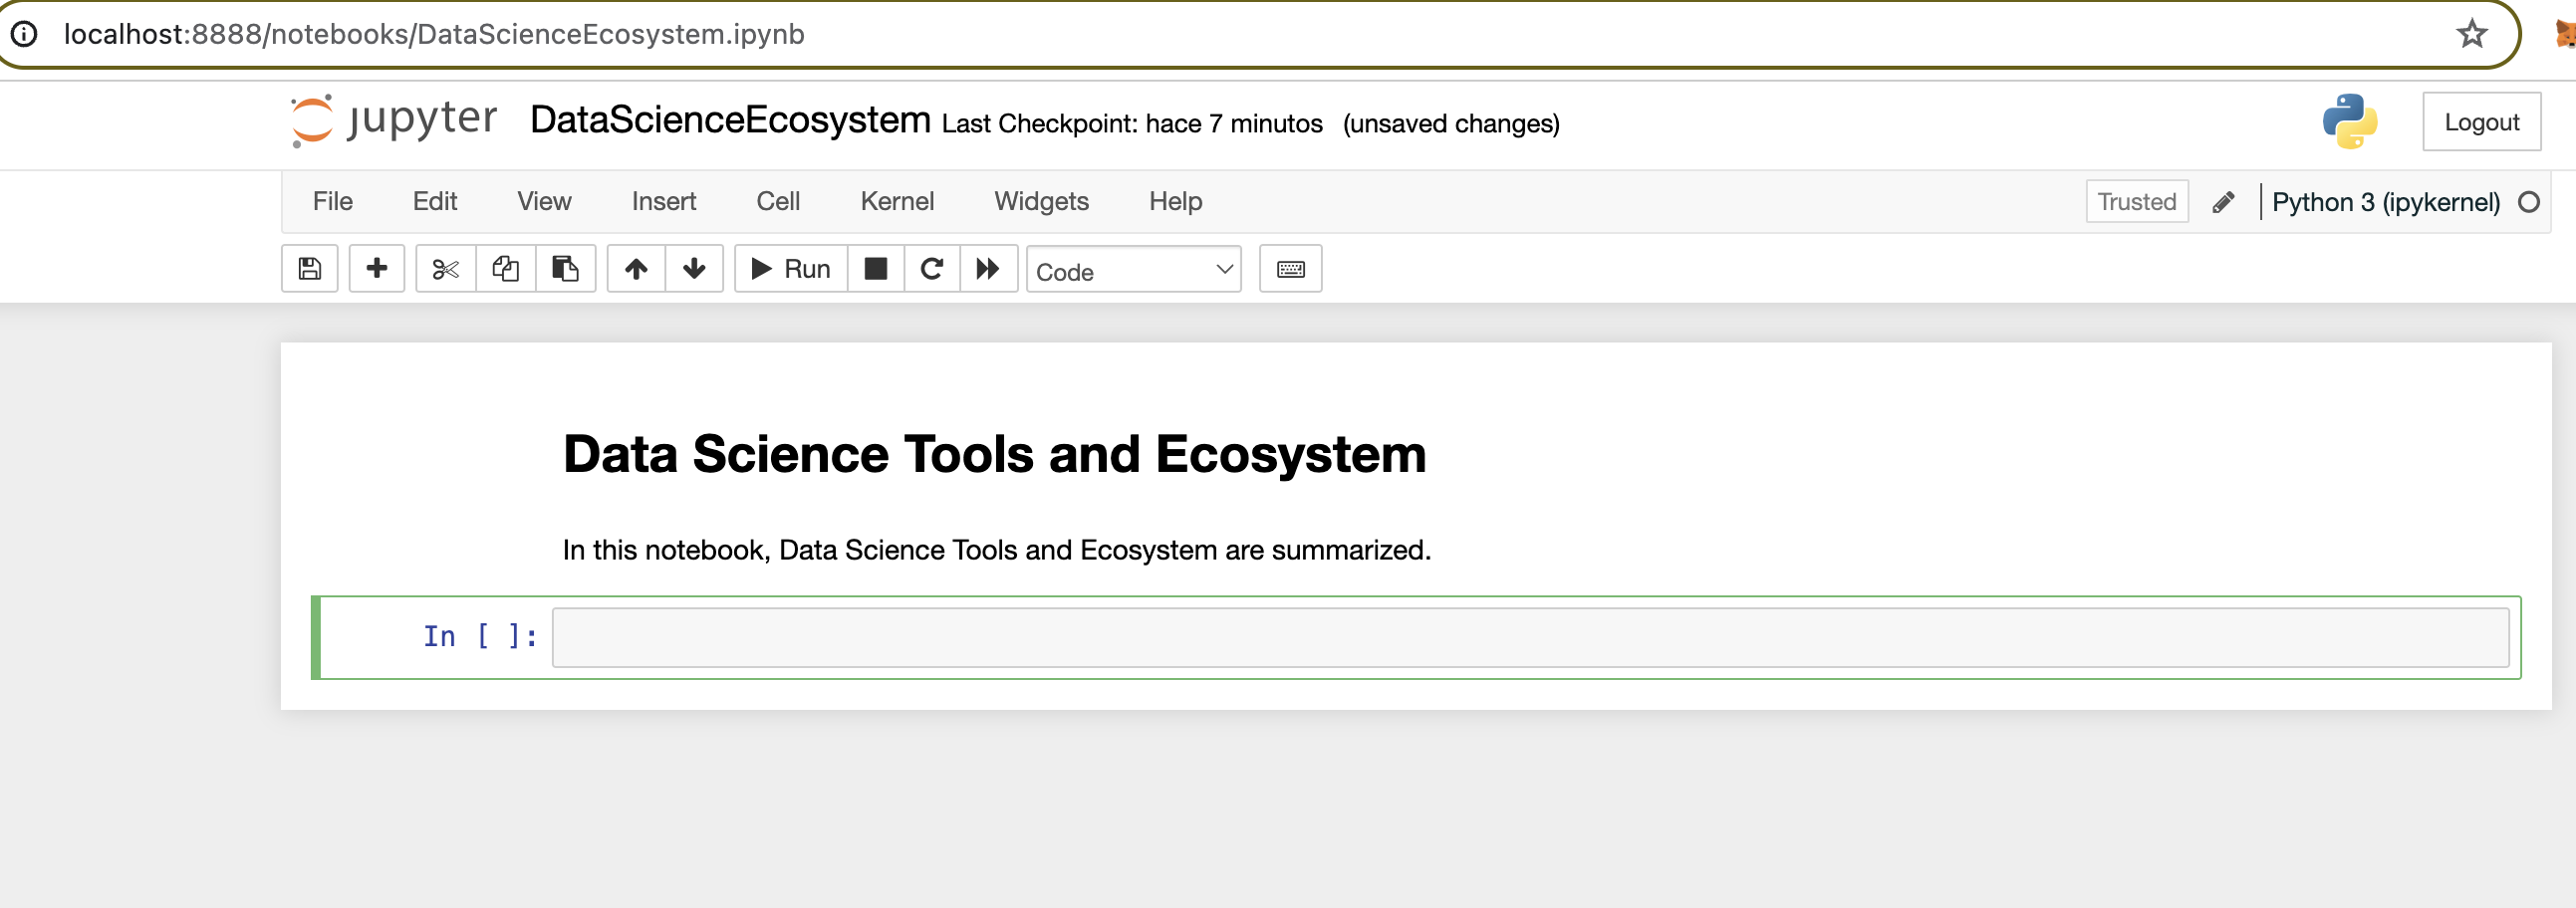 localhost:8888/notebooks/DataScienceEcosystem.ipynb
jupyter DataScienceEcosystem Last Checkpoint: hace 7 minutos (unsaved changes) Logout
File Edit View Insert Cell Kernel Widgets Help Trusted Python 3 (ipykernel)
Run Code
Data Science Tools and Ecosystem
In this notebook, Data Science Tools and Ecosystem are summarized.
In [ ]: